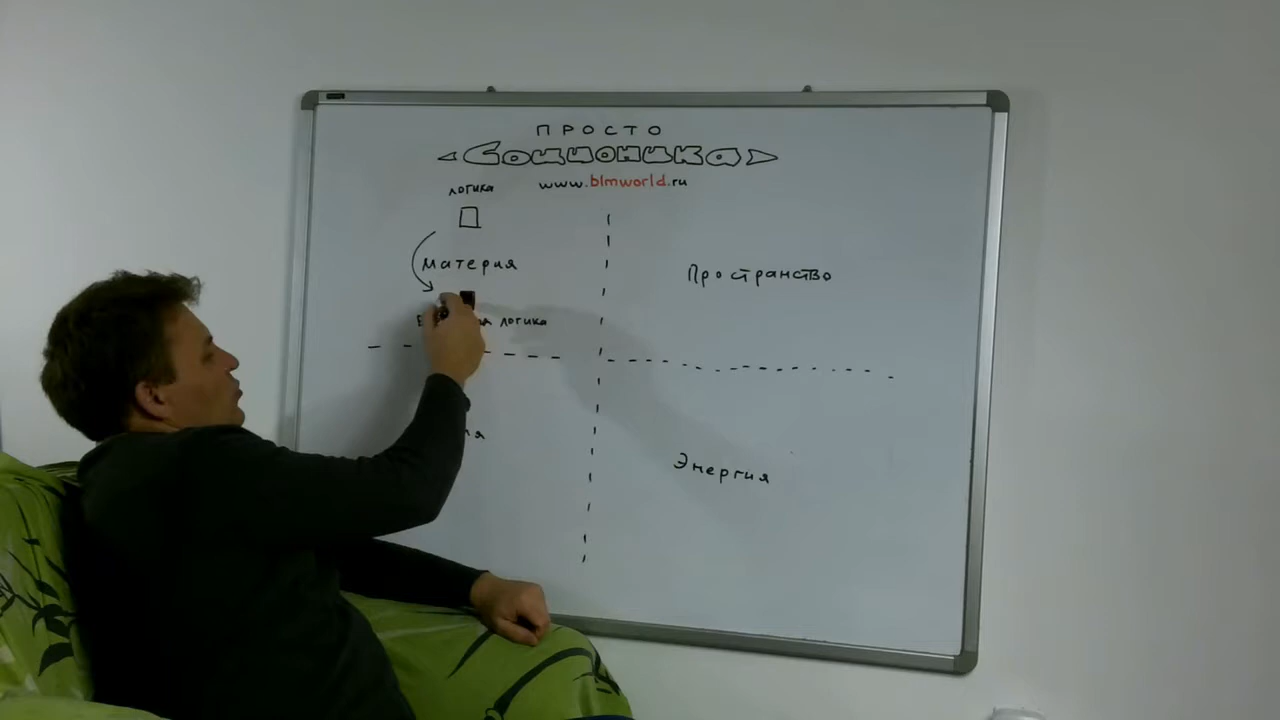 ПРОСТО
Соционика
www.blmworld.ru
логика
Материя
Пространство
логика
Энергия